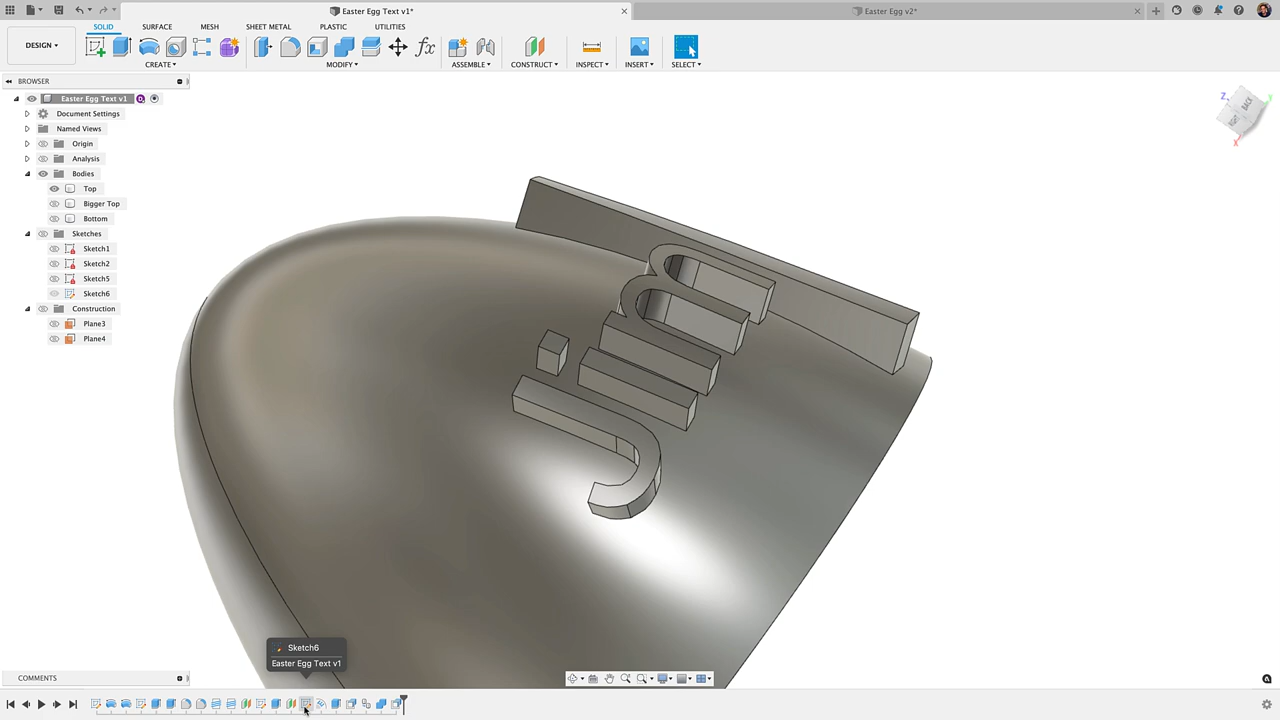 Easter Egg Text v1*
Easter Egg v2*
SOLID
SURFACE
MESH
SHEET METAL
PLASTIC
UTILITIES
DESIGN
CREATE
MODIFY
ASSEMBLE
CONSTRUCT
INSPECT
INSERT
SELECT
BROWSER
Easter Egg Text v1
Document Settings
Named Views
Origin
Analysis
Bodies
Top
Bigger Top
Bottom
Sketches
Sketch1
Sketch2
Sketch5
Sketch6
Construction
Plane3
Plane4
Z
BACK
X
jim
Sketch6
Easter Egg Text v1
COMMENTS